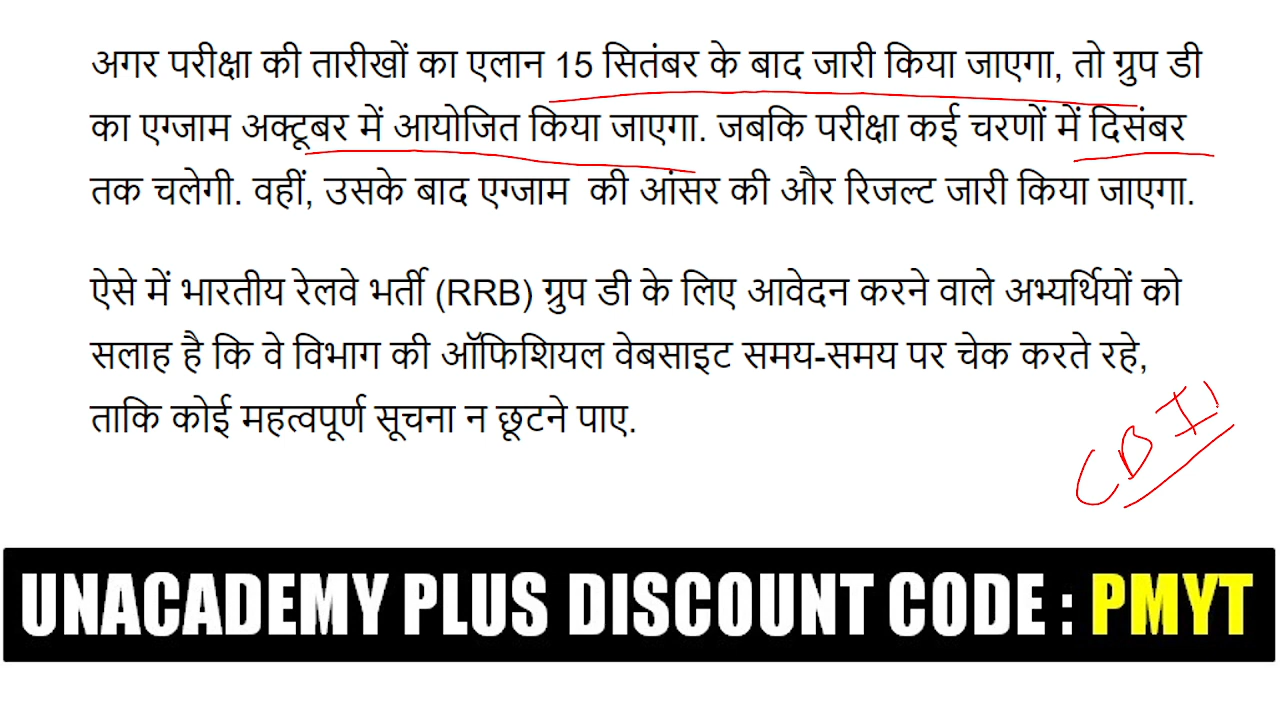 अगर परीक्षा की तारीखों का एलान 15 सितंबर के बाद जारी किया जाएगा, तो ग्रुप डी
का एग्जाम अक्टूबर में आयोजित किया जाएगा. जबकि परीक्षा कई चरणों में दिसंबर
तक चलेगी. वहीं, उसके बाद एग्जाम की आंसर की और रिजल्ट जारी किया जाएगा.
ऐसे में भारतीय रेलवे भर्ती (RRB) ग्रुप डी के लिए आवेदन करने वाले अभ्यर्थियों को
सलाह है कि वे विभाग की ऑफिशियल वेबसाइट समय-समय पर चेक करते रहे,
ताकि कोई महत्वपूर्ण सूचना न छूटने पाए.
UNACADEMY PLUS DISCOUNT CODE : PMYT